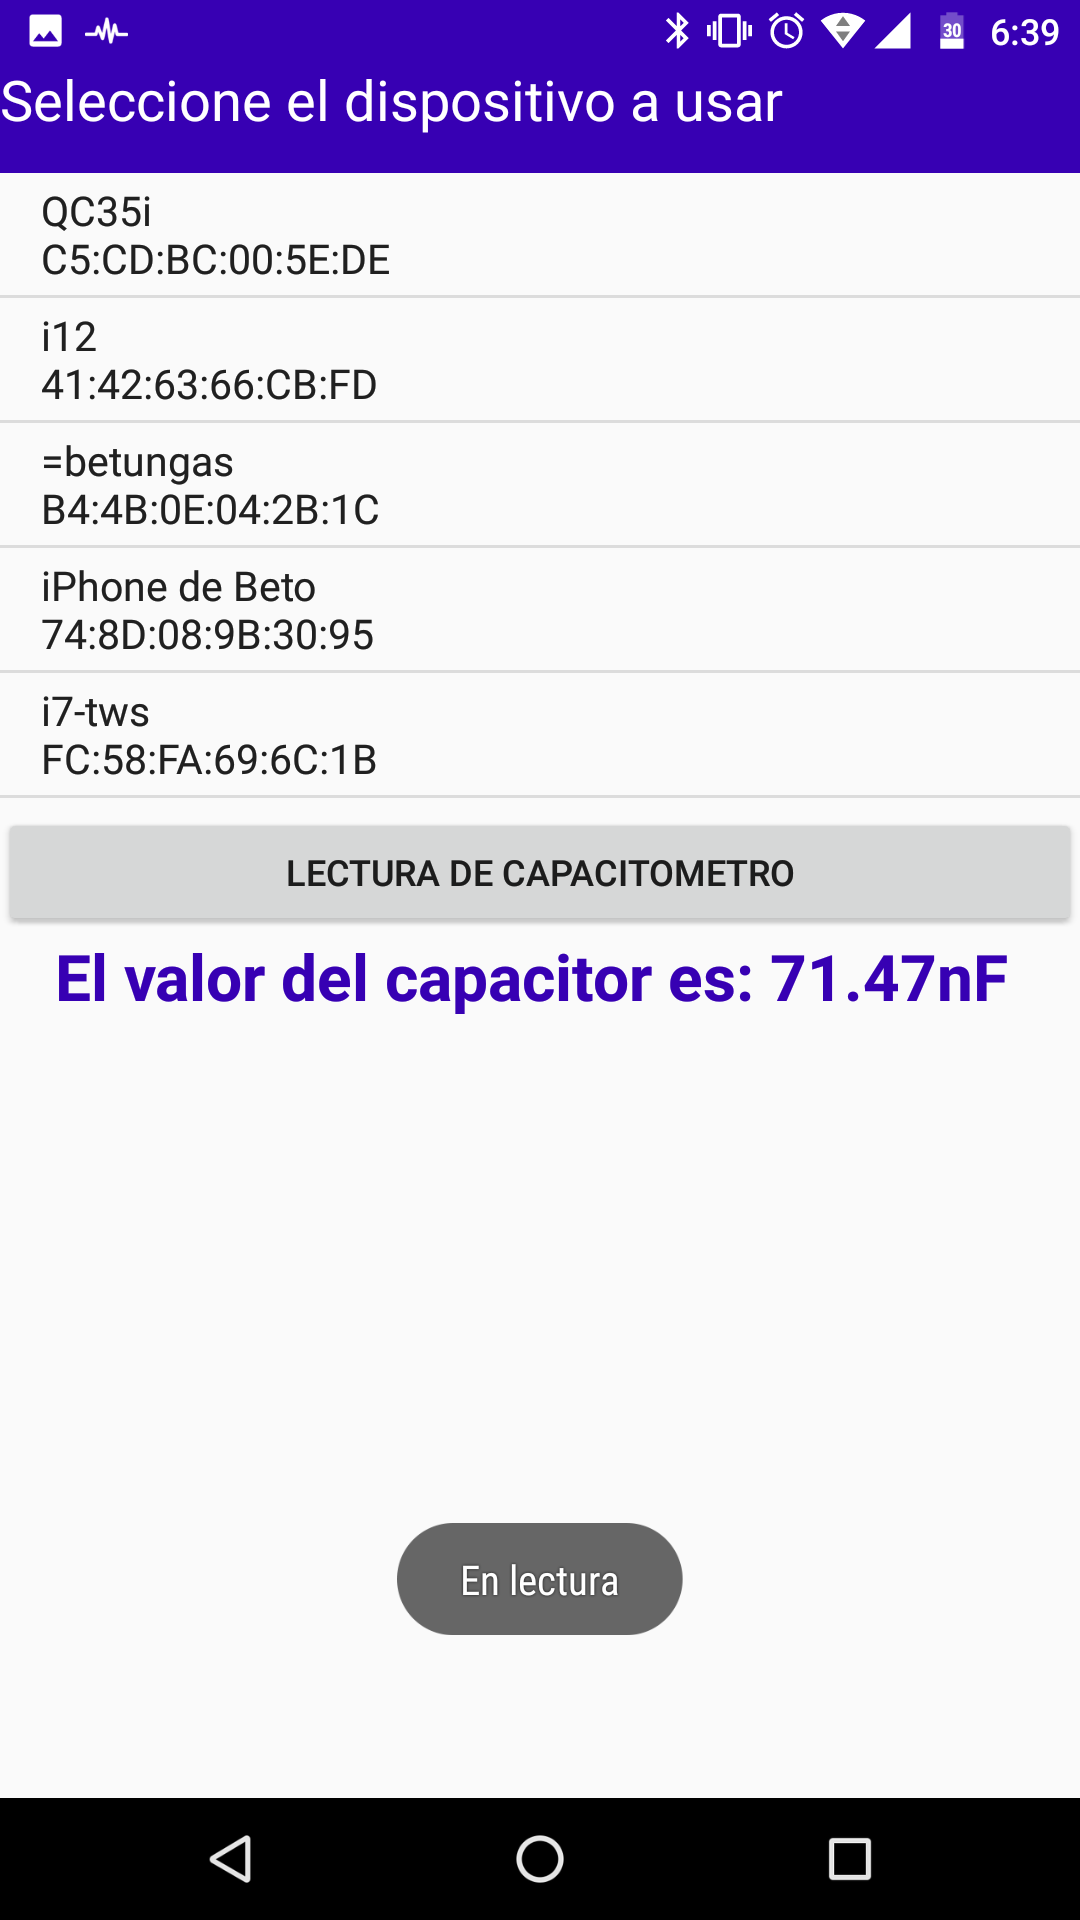 30 6:39
Seleccione el dispositivo a usar
QC35i
C5:CD:BC:00:5E:DE
i12
41:42:63:66:CB:FD
=betungas
B4:4B:0E:04:2B:1C
iPhone de Beto
74:8D:08:9B:30:95
i7-tws
FC:58:FA:69:6C:1B
LECTURA DE CAPACITOMETRO
El valor del capacitor es: 71.47nF
En lectura